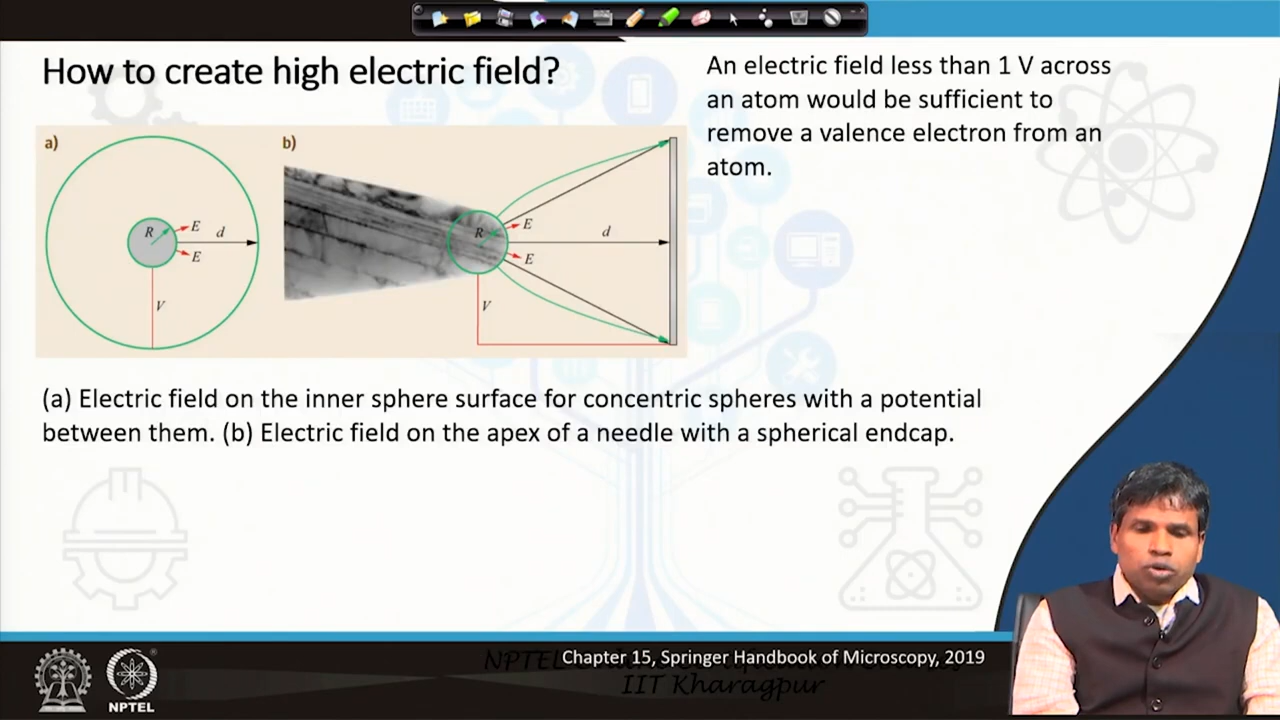 How to create high electric field?
An electric field less than 1 V across
an atom would be sufficient to
remove a valence electron from an
atom.
a)
b)
R
E
d
E
V
R
E
d
E
V
(a) Electric field on the inner sphere surface for concentric spheres with a potential
between them. (b) Electric field on the apex of a needle with a spherical endcap.
Chapter 15, Springer Handbook of Microscopy, 2019
NPTEL
IIT Kharagpur
NPTEL